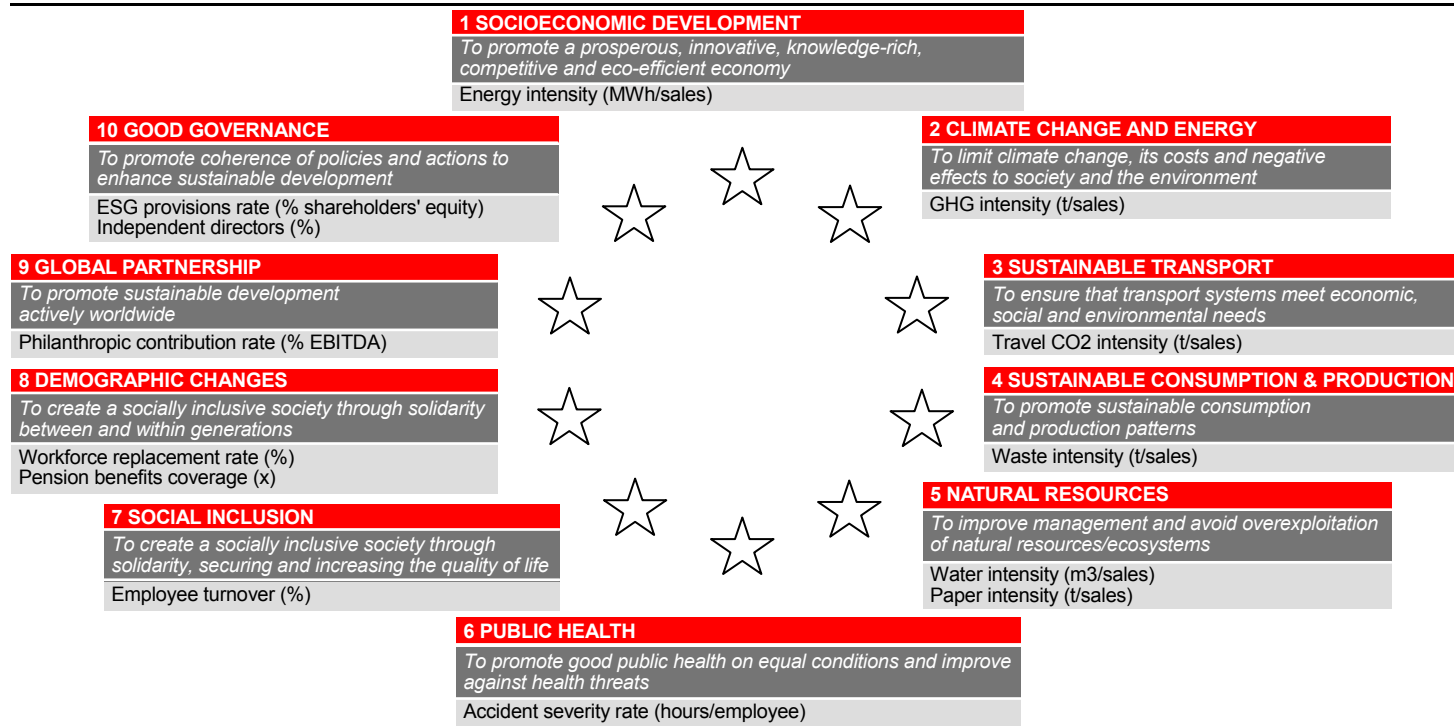 1 SOCIOECONOMIC DEVELOPMENT
To promote a prosperous, innovative, knowledge-rich,
competitive and eco-efficient economy
Energy intensity (MWh/sales)
2 CLIMATE CHANGE AND ENERGY
To limit climate change, its costs and negative
effects to society and the environment
GHG intensity (t/sales)
3 SUSTAINABLE TRANSPORT
To ensure that transport systems meet economic,
social and environmental needs
Travel CO2 intensity (t/sales)
4 SUSTAINABLE CONSUMPTION & PRODUCTION
To promote sustainable consumption
and production patterns
Waste intensity (t/sales)
5 NATURAL RESOURCES
To improve management and avoid overexploitation
of natural resources/ecosystems
Water intensity (m3/sales)
Paper intensity (t/sales)
6 PUBLIC HEALTH
To promote good public health on equal conditions and improve
against health threats
Accident severity rate (hours/employee)
7 SOCIAL INCLUSION
To create a socially inclusive society through
solidarity, securing and increasing the quality of life
Employee turnover (%)
8 DEMOGRAPHIC CHANGES
To create a socially inclusive society through solidarity
between and within generations
Workforce replacement rate (%)
Pension benefits coverage (x)
9 GLOBAL PARTNERSHIP
To promote sustainable development
actively worldwide
Philanthropic contribution rate (% EBITDA)
10 GOOD GOVERNANCE
To promote coherence of policies and actions to
enhance sustainable development
ESG provisions rate (% shareholders' equity)
Independent directors (%)